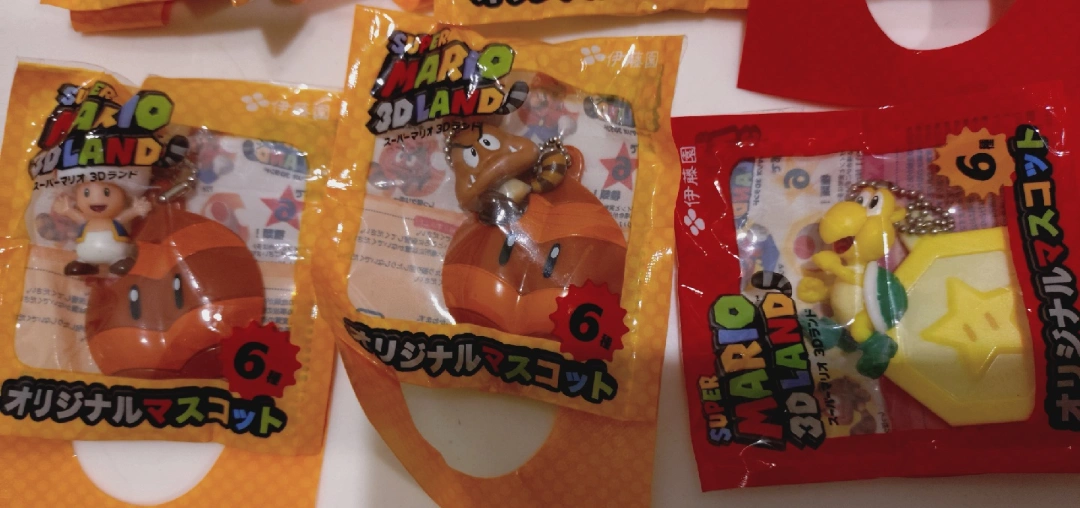 SUPER
MARIO
3D LAND
スーパーマリオ 3Dランド
伊藤園
6種
オリジナルマスコット
SUPER
MARIO
3D LAND
スーパーマリオ 3Dランド
伊藤園
6種
オリジナルマスコット
伊藤園
6種
SUPER
MARIO
3D LAND
スーパーマリオ 3Dランド
オリジナルマスコット